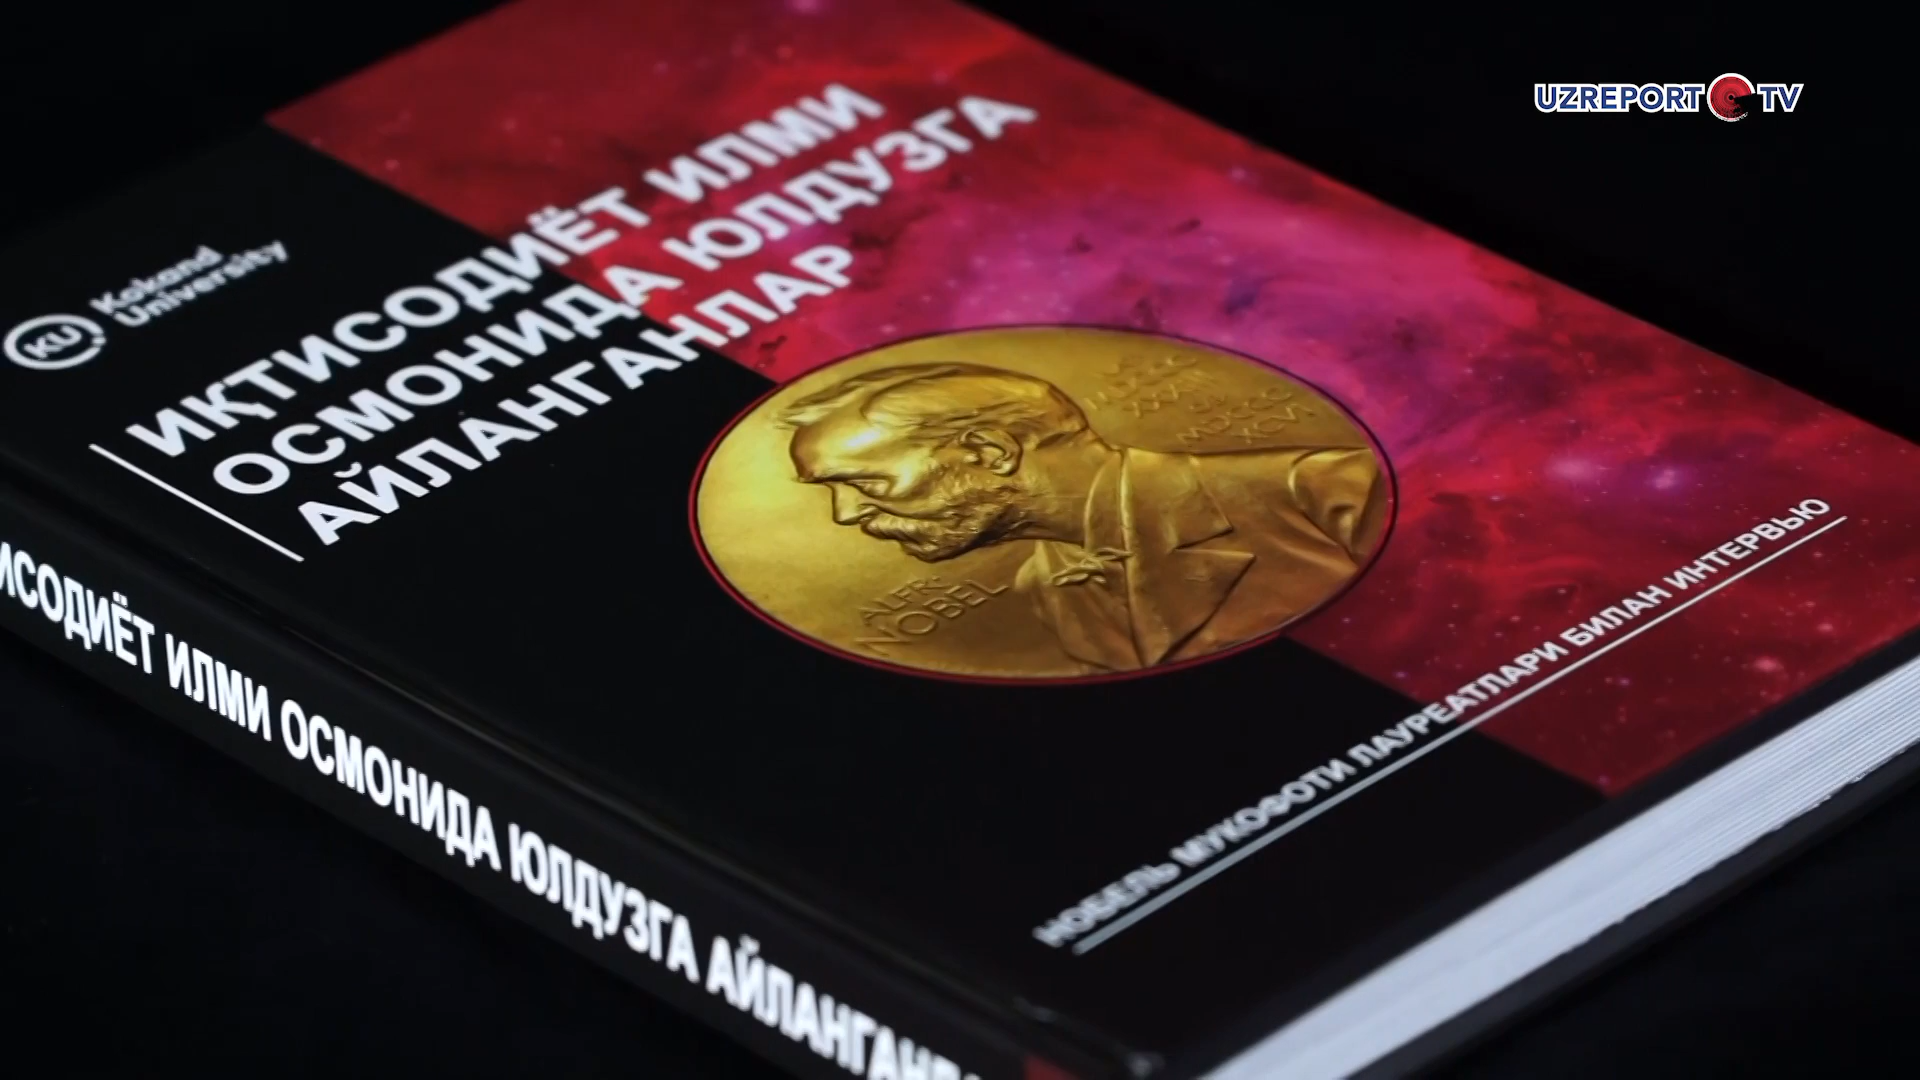 UZREPORT TV
KU
Kokand
University
ИҚТИСОДИЁТ ИЛМИ
ОСМОНИДА ЮЛДУЗГА
АЙЛАНГАНЛАР
ALFR.
NOBEL
НОБЕЛЬ МУКОФОТИ ЛАУРЕАТЛАРИ БИЛАН ИНТЕРВЬЮ
ИСОДИЁТ ИЛМИ ОСМОНИДА ЮЛДУЗГА АЙЛАНГАН